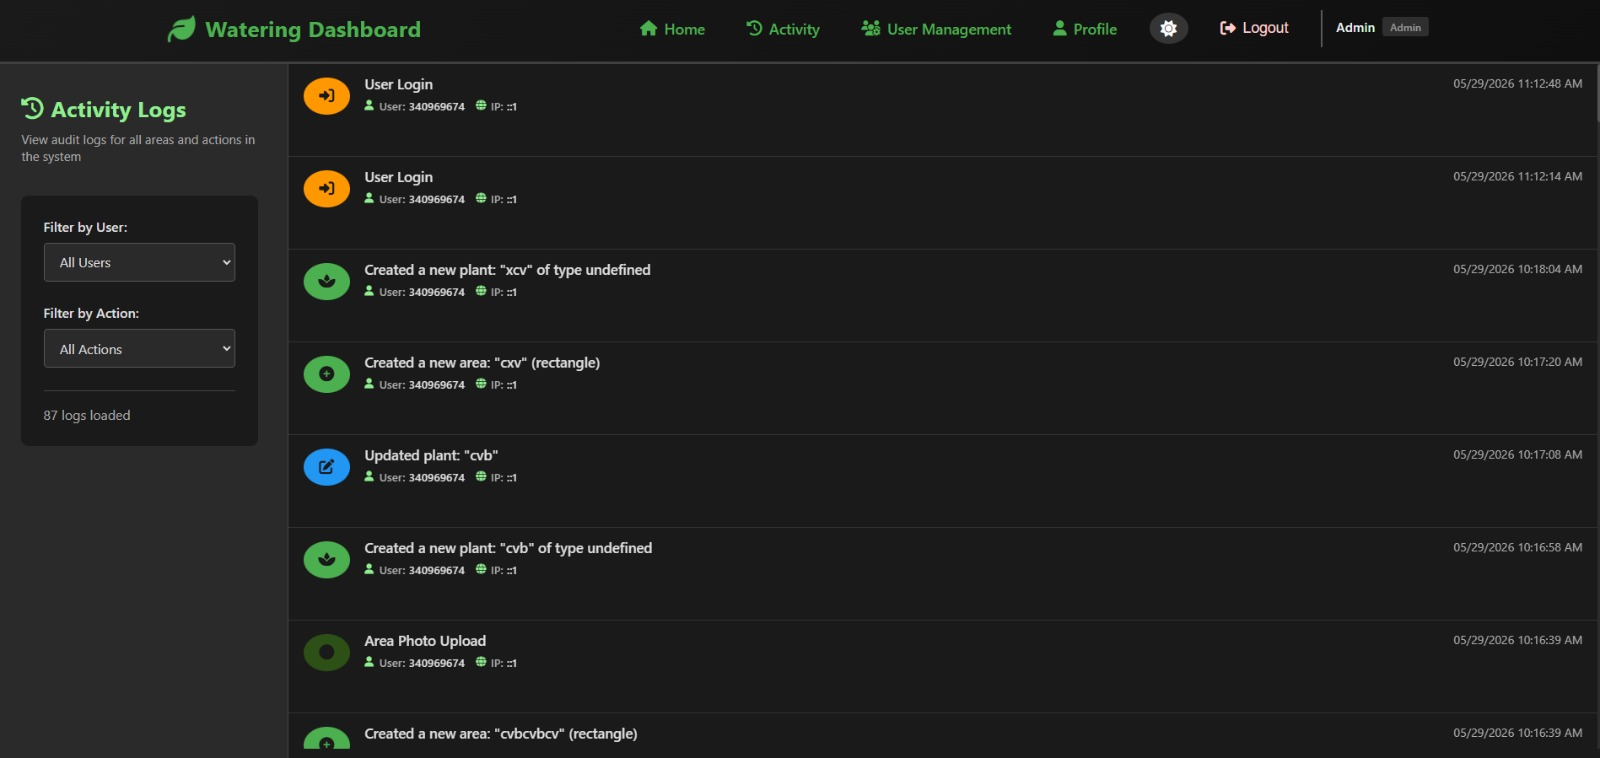 Watering Dashboard
Home
Activity
User Management
Profile
Logout
Admin
Admin
Activity Logs
View audit logs for all areas and actions in
the system
Filter by User:
All Users
Filter by Action:
All Actions
87 logs loaded
User Login
05/29/2026 11:12:48 AM
User: 340969674 IP: ::1
User Login
05/29/2026 11:12:14 AM
User: 340969674 IP: ::1
Created a new plant: "xcv" of type undefined
05/29/2026 10:18:04 AM
User: 340969674 IP: ::1
Created a new area: "cxv" (rectangle)
05/29/2026 10:17:20 AM
User: 340969674 IP: ::1
Updated plant: "cvb"
05/29/2026 10:17:08 AM
User: 340969674 IP: ::1
Created a new plant: "cvb" of type undefined
05/29/2026 10:16:58 AM
User: 340969674 IP: ::1
Area Photo Upload
05/29/2026 10:16:39 AM
User: 340969674 IP: ::1
Created a new area: "cvbcvbcv" (rectangle)
05/29/2026 10:16:39 AM